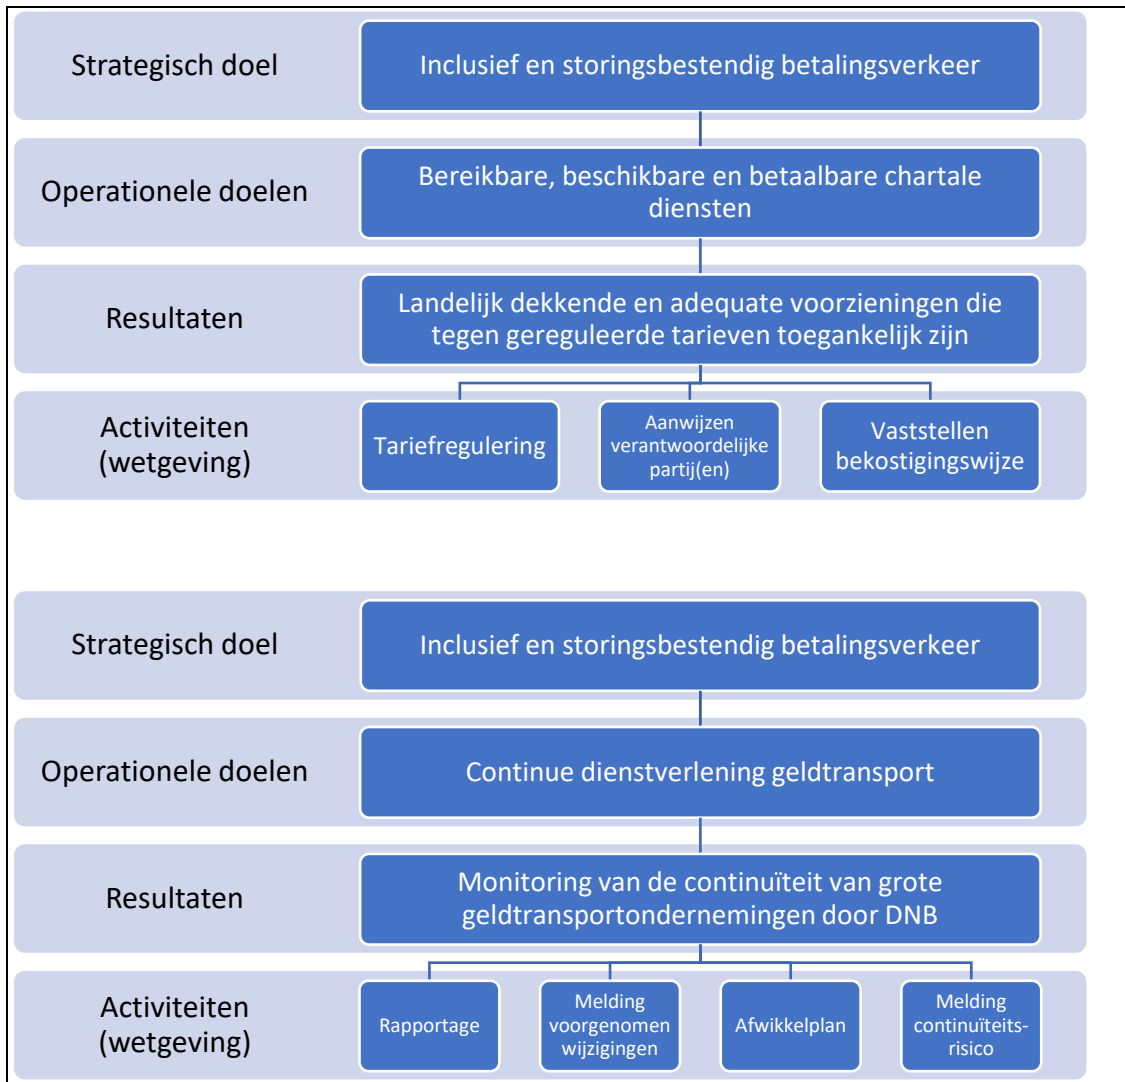 Strategisch doel
Inclusief en storingsbestendig betalingsverkeer
Operationele doelen
Bereikbare, beschikbare en betaalbare chartale
diensten
Resultaten
Landelijk dekkende en adequate voorzieningen die
tegen gereguleerde tarieven toegankelijk zijn
Activiteiten
(wetgeving)
Tariefregulering
Aanwijzen
verantwoordelijke
partij(en)
Vaststellen
bekostigingswijze
Strategisch doel
Inclusief en storingsbestendig betalingsverkeer
Operationele doelen
Continue dienstverlening geldtransport
Resultaten
Monitoring van de continuïteit van grote
geldtransportondernemingen door DNB
Activiteiten
(wetgeving)
Rapportage
Melding
voorgenomen
wijzigingen
Afwikkelplan
Melding
continuïteits-
risico